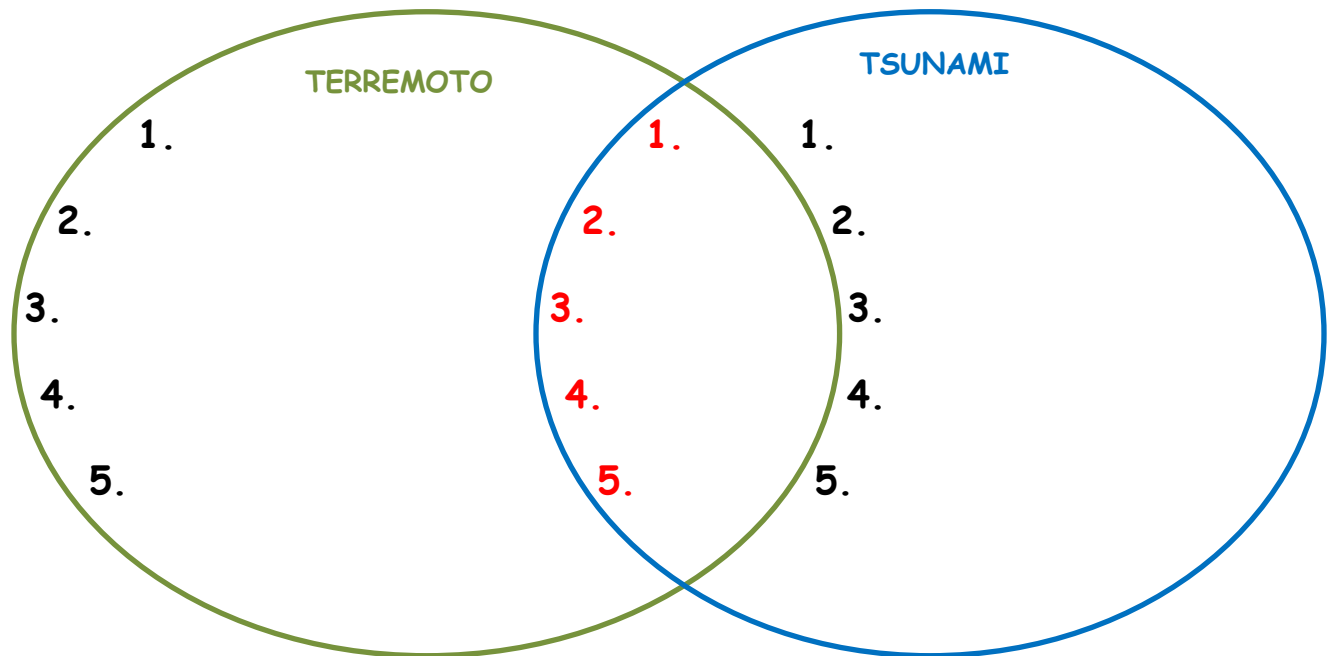 TERREMOTO
TSUNAMI
1. 1. 1.
2. 2. 2.
3. 3. 3.
4. 4. 4.
5. 5. 5.